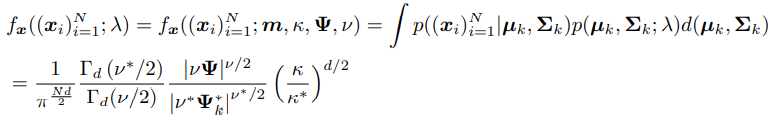 $f_{\boldsymbol{x}}((\boldsymbol{x}_i)_{i=1}^{N}; \lambda) = f_{\boldsymbol{x}}((\boldsymbol{x}_i)_{i=1}^{N}; \boldsymbol{m}, \kappa, \boldsymbol{\Psi}, \nu) = \int p((\boldsymbol{x}_i)_{i=1}^{N} | \boldsymbol{\mu}_k, \boldsymbol{\Sigma}_k) p(\boldsymbol{\mu}_k, \boldsymbol{\Sigma}_k; \lambda) d(\boldsymbol{\mu}_k, \boldsymbol{\Sigma}_k)$
$= \frac{1}{\pi^{\frac{Nd}{2}}} \frac{\Gamma_d(\nu^*/2)}{\Gamma_d(\nu/2)} \frac{|\nu\boldsymbol{\Psi}|^{\nu/2}}{|\nu^*\boldsymbol{\Psi}_k^*|^{\nu^*/2}} \left(\frac{\kappa}{\kappa^*}\right)^{d/2}$